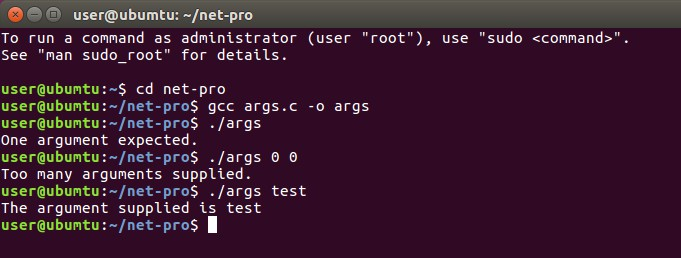 user@ubumtu: ~/net-pro
To run a command as administrator (user "root"), use "sudo <command>".
See "man sudo_root" for details.
user@ubumtu:~$ cd net-pro
user@ubumtu:~/net-pro$ gcc args.c -o args
user@ubumtu:~/net-pro$ ./args
One argument expected.
user@ubumtu:~/net-pro$ ./args 0 0
Too many arguments supplied.
user@ubumtu:~/net-pro$ ./args test
The argument supplied is test
user@ubumtu:~/net-pro$